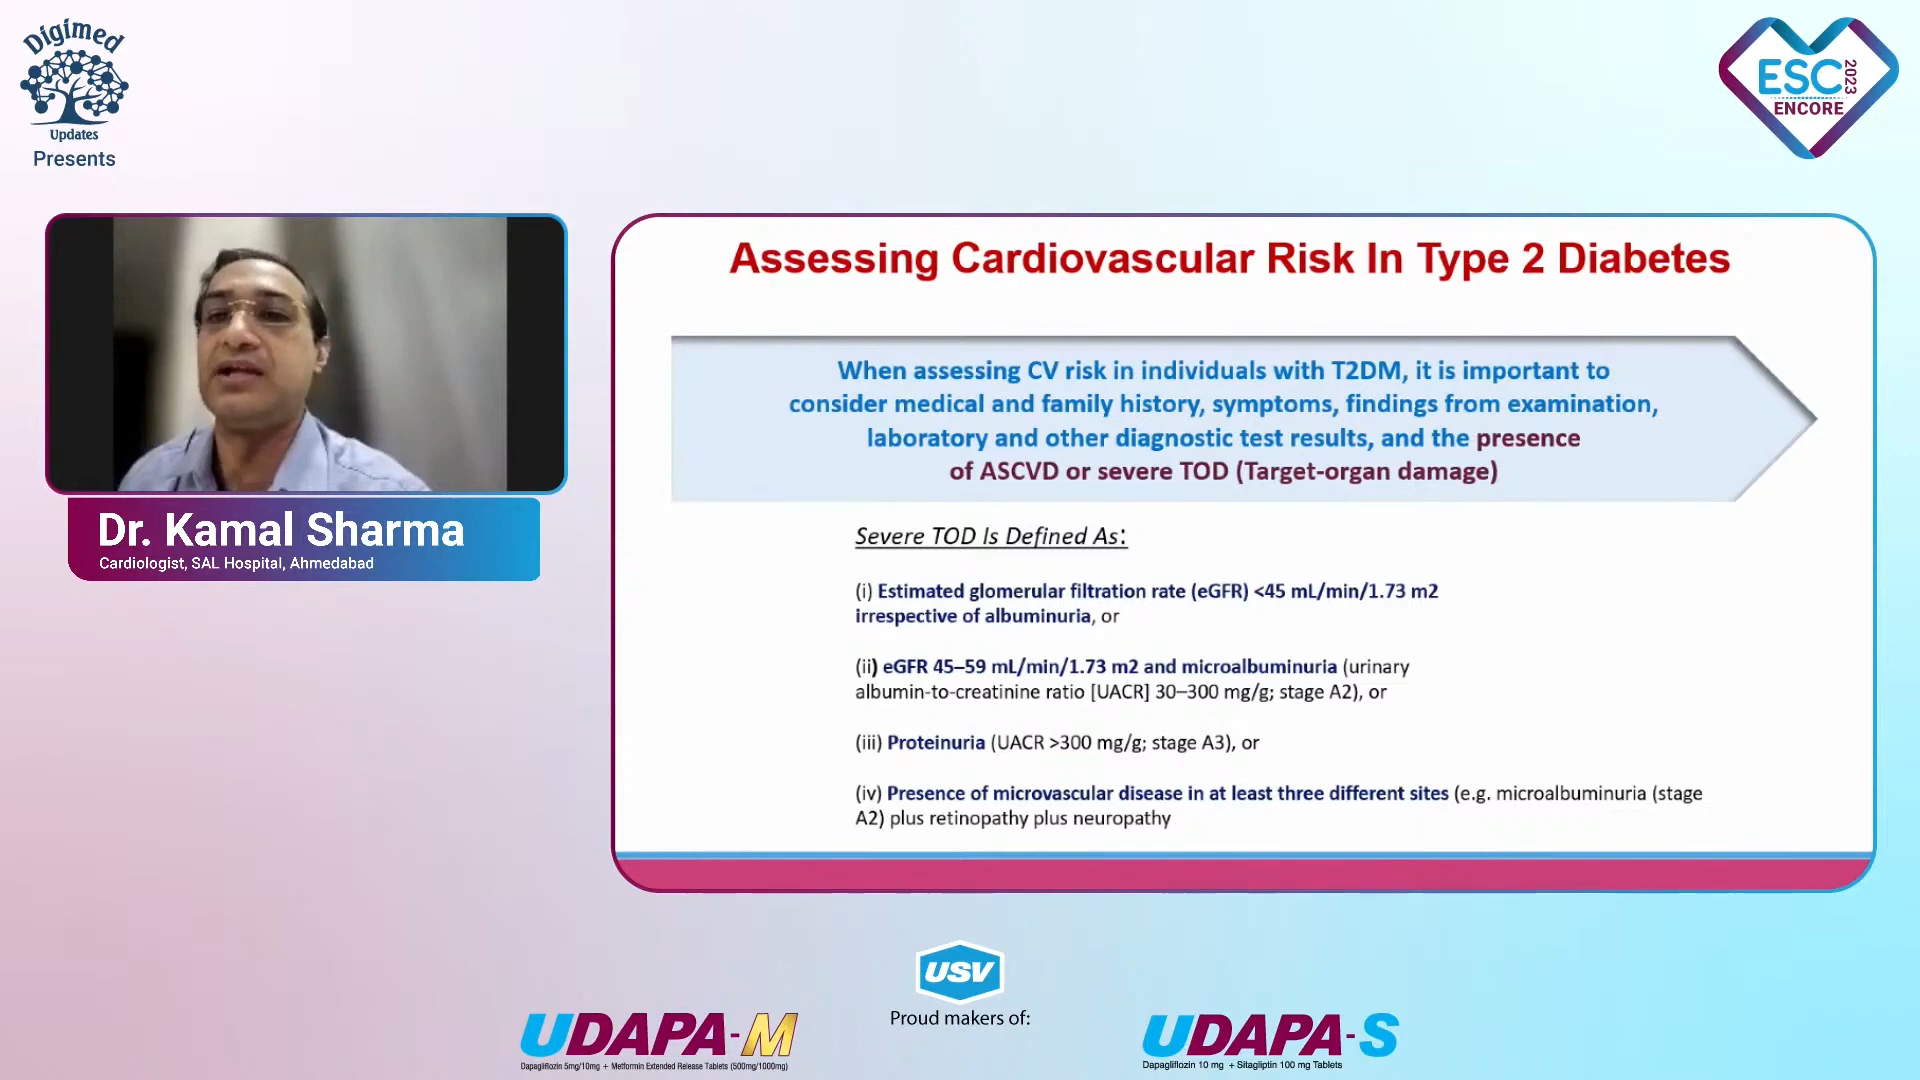 Digimed
Updates
Presents
ESC 2023
ENCORE
Dr. Kamal Sharma
Cardiologist, SAL Hospital, Ahmedabad
Assessing Cardiovascular Risk In Type 2 Diabetes
When assessing CV risk in individuals with T2DM, it is important to
consider medical and family history, symptoms, findings from examination,
laboratory and other diagnostic test results, and the presence
of ASCVD or severe TOD (Target-organ damage)
Severe TOD Is Defined As:
(i) Estimated glomerular filtration rate (eGFR) <45 mL/min/1.73 m2
irrespective of albuminuria, or
(ii) eGFR 45–59 mL/min/1.73 m2 and microalbuminuria (urinary
albumin-to-creatinine ratio [UACR] 30–300 mg/g; stage A2), or
(iii) Proteinuria (UACR >300 mg/g; stage A3), or
(iv) Presence of microvascular disease in at least three different sites (e.g. microalbuminuria (stage
A2) plus retinopathy plus neuropathy
USV
Proud makers of:
UDAPA-M
Dapagliflozin 5mg/10mg + Metformin Extended Release Tablets (500mg/1000mg)
UDAPA-S
Dapagliflozin 10 mg + Sitagliptin 100 mg Tablets